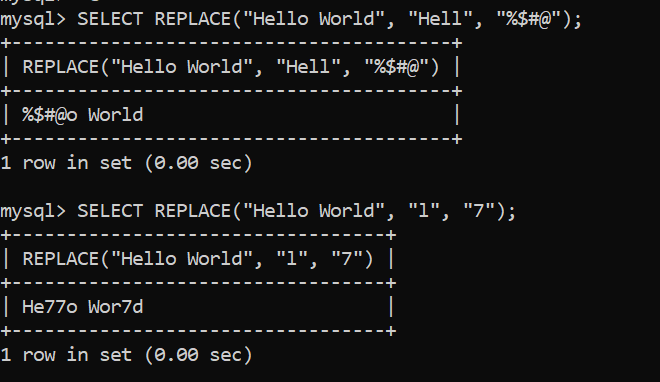 mysql> SELECT REPLACE("Hello World", "Hell", "%$#@");
+----------------------------------------+
| REPLACE("Hello World", "Hell", "%$#@") |
+----------------------------------------+
| %$#@o World                            |
+----------------------------------------+
1 row in set (0.00 sec)

mysql> SELECT REPLACE("Hello World", "l", "7");
+----------------------------------+
| REPLACE("Hello World", "l", "7") |
+----------------------------------+
| He77o Wor7d                      |
+----------------------------------+
1 row in set (0.00 sec)